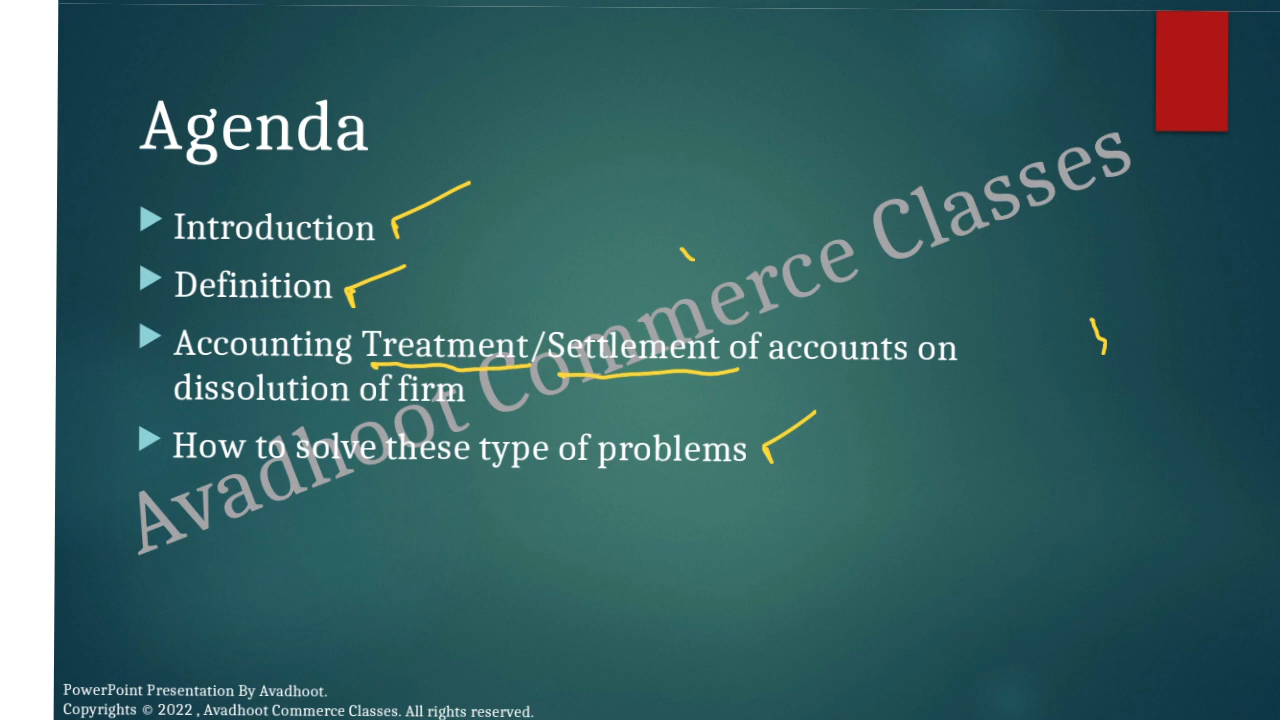 Agenda
Introduction
Definition
Accounting Treatment/Settlement of accounts on
dissolution of firm
How to solve these type of problems
Avadhoot Commerce Classes
PowerPoint Presentation By Avadhoot.
Copyrights © 2022 , Avadhoot Commerce Classes. All rights reserved.